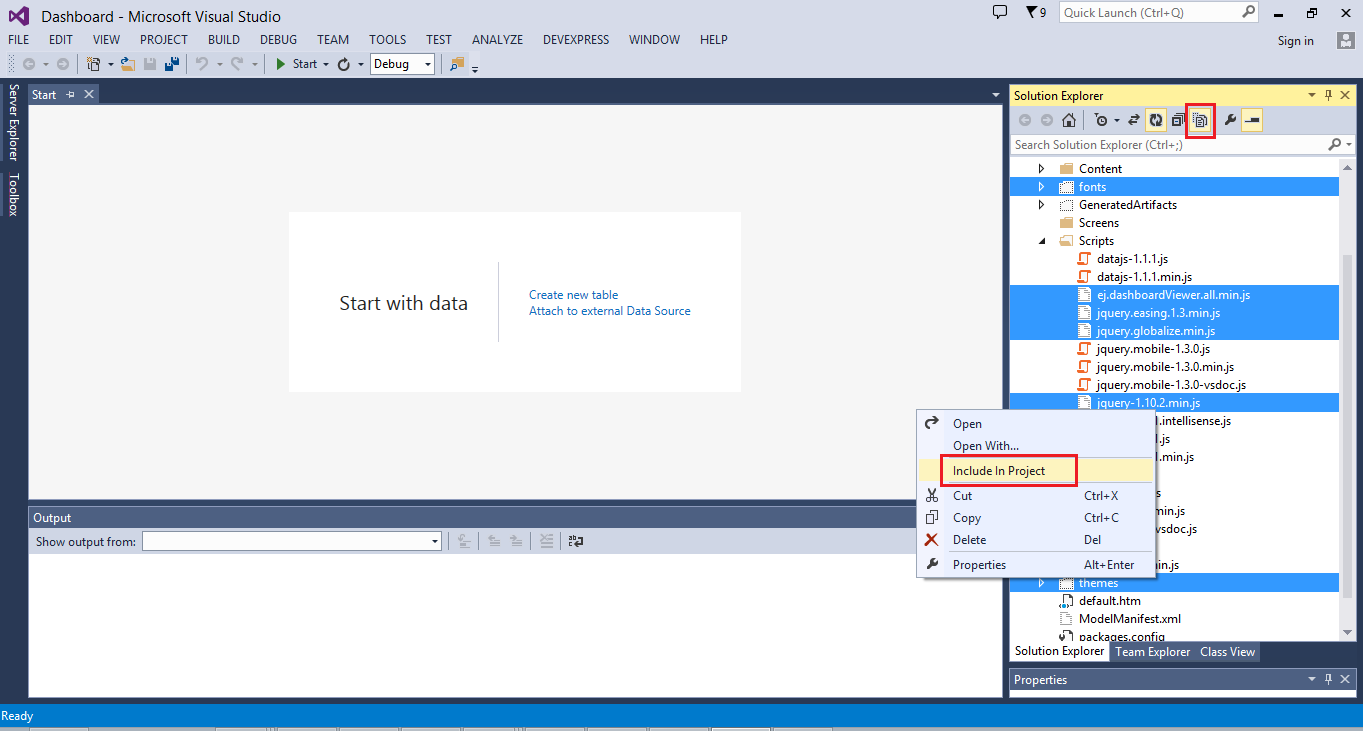 Dashboard - Microsoft Visual Studio
9
Quick Launch (Ctrl+Q)
FILE EDIT VIEW PROJECT BUILD DEBUG TEAM TOOLS TEST ANALYZE DEVEXPRESS WINDOW HELP
Sign in
Start
Debug
Server Explorer
Toolbox
Start
Start with data
Create new table
Attach to external Data Source
Output
Show output from:
Solution Explorer
Search Solution Explorer (Ctrl+;)
Content
fonts
GeneratedArtifacts
Screens
Scripts
datajs-1.1.1.js
datajs-1.1.1.min.js
ej.dashboardViewer.all.min.js
jquery.easing.1.3.min.js
jquery.globalize.min.js
jquery.mobile-1.3.0.js
jquery.mobile-1.3.0.min.js
jquery.mobile-1.3.0-vsdoc.js
jquery-1.10.2.min.js
.intellisense.js
.js
.min.js
s
min.js
vsdoc.js
in.js
themes
default.htm
ModelManifest.xml
packages.config
Open
Open With...
Include In Project
Cut Ctrl+X
Copy Ctrl+C
Delete Del
Properties Alt+Enter
Solution Explorer Team Explorer Class View
Properties
Ready